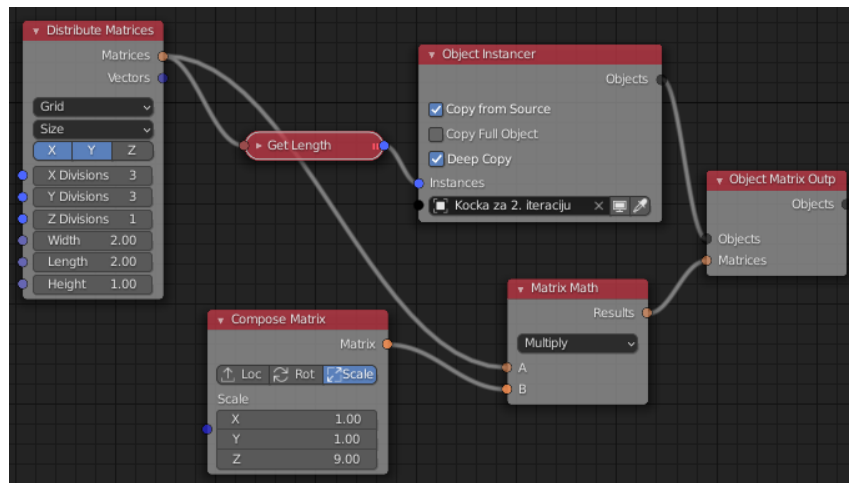 Distribute Matrices
Matrices
Vectors
Grid
Size
X Y Z
X Divisions 3
Y Divisions 3
Z Divisions 1
Width 2.00
Length 2.00
Height 1.00
Get Length
Object Instancer
Objects
Copy from Source
Copy Full Object
Deep Copy
Instances
Kocka za 2. iteraciju
Object Matrix Outp
Objects
Objects
Matrices
Compose Matrix
Matrix
Loc Rot Scale
Scale
X 1.00
Y 1.00
Z 9.00
Matrix Math
Results
Multiply
A
B